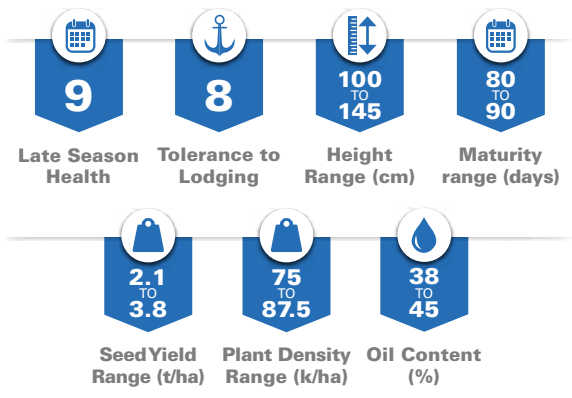 9
Late Season
Health
8
Tolerance to
Lodging
100
TO
145
Height
Range (cm)
80
TO
90
Maturity
range (days)
2.1
TO
3.8
Seed Yield
Range (t/ha)
75
TO
87.5
Plant Density
Range (k/ha)
38
TO
45
Oil Content
(%)